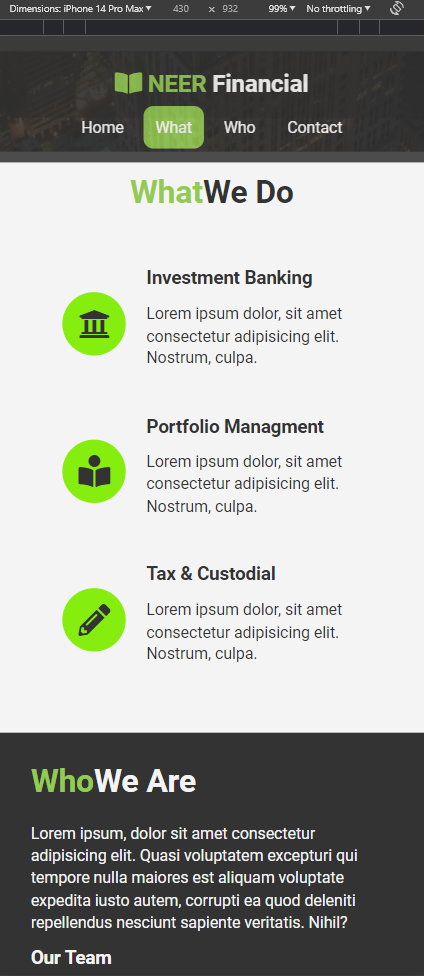 Dimensions: iPhone 14 Pro Max ▼ 430 × 932 99% ▼ No throttling ▼
NEER Financial
Home What Who Contact
WhatWe Do
Investment Banking
Lorem ipsum dolor, sit amet
consectetur adipisicing elit.
Nostrum, culpa.
Portfolio Managment
Lorem ipsum dolor, sit amet
consectetur adipisicing elit.
Nostrum, culpa.
Tax & Custodial
Lorem ipsum dolor, sit amet
consectetur adipisicing elit.
Nostrum, culpa.
WhoWe Are
Lorem ipsum, dolor sit amet consectetur
adipisicing elit. Quasi voluptatem excepturi qui
tempore nulla maiores est aliquam voluptate
expedita iusto autem, corrupti ea quod deleniti
repellendus nesciunt sapiente veritatis. Nihil?
Our Team